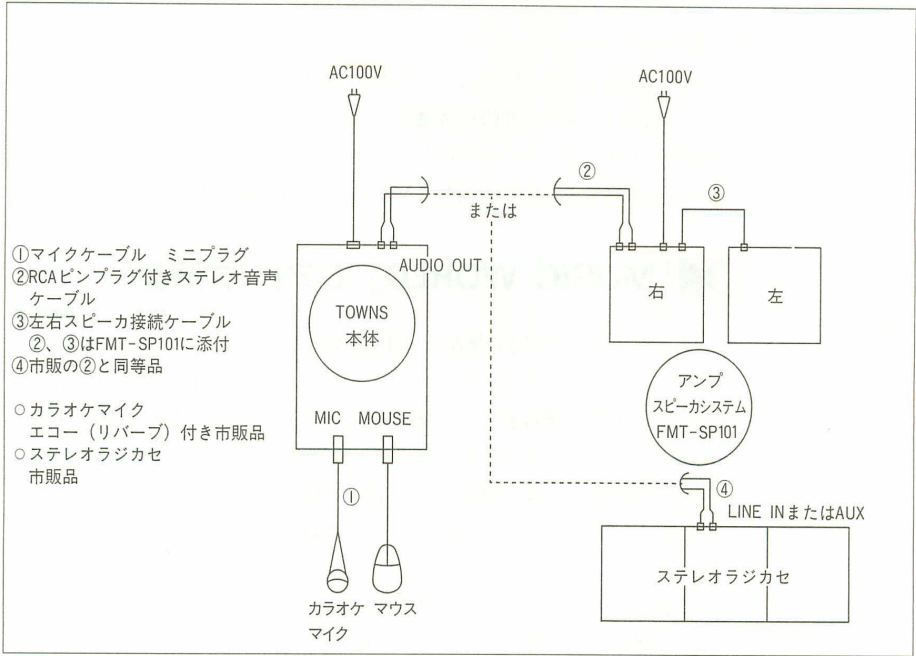 AC100V
AC100V
②
または
③
AUDIO OUT
①マイクケーブル ミニプラグ
②RCAピンプラグ付きステレオ音声
ケーブル
③左右スピーカ接続ケーブル
②、③はFMT-SP101に添付
④市販の②と同等品
○カラオケマイク
エコー(リバーブ)付き市販品
○ステレオラジカセ
市販品
TOWNS
本体
MIC MOUSE
①
カラオケ マウス
マイク
右
左
アンプ
スピーカシステム
FMT-SP101
④
LINE INまたはAUX
ステレオラジカセ